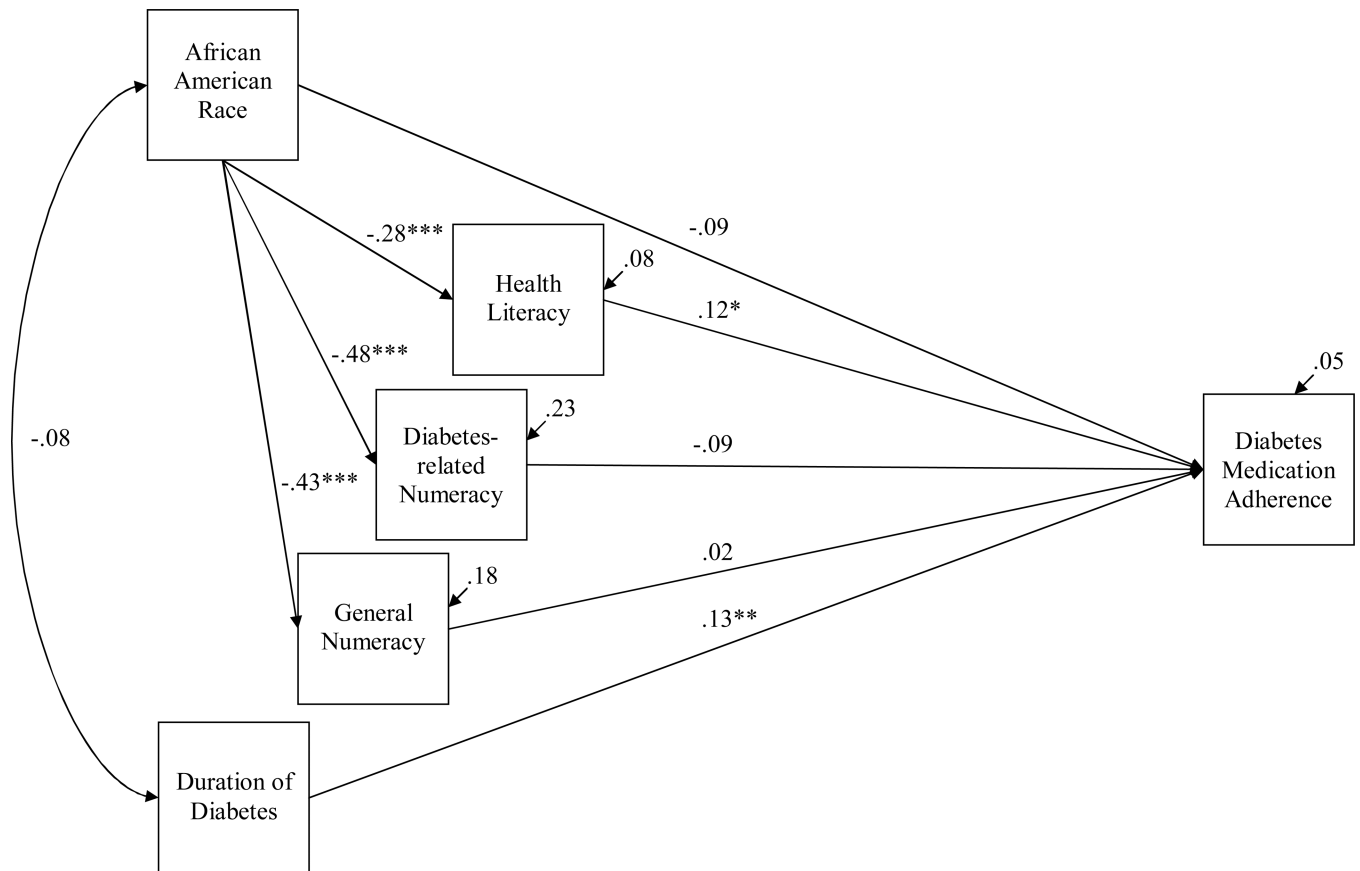 African
American
Race
-.09
-.28***
.08
Health
Literacy
.12*
-.48***
.05
.23
Diabetes-
related
Numeracy
-.09
Diabetes
Medication
Adherence
-.08
-.43***
.02
.18
General
Numeracy
.13**
Duration of
Diabetes